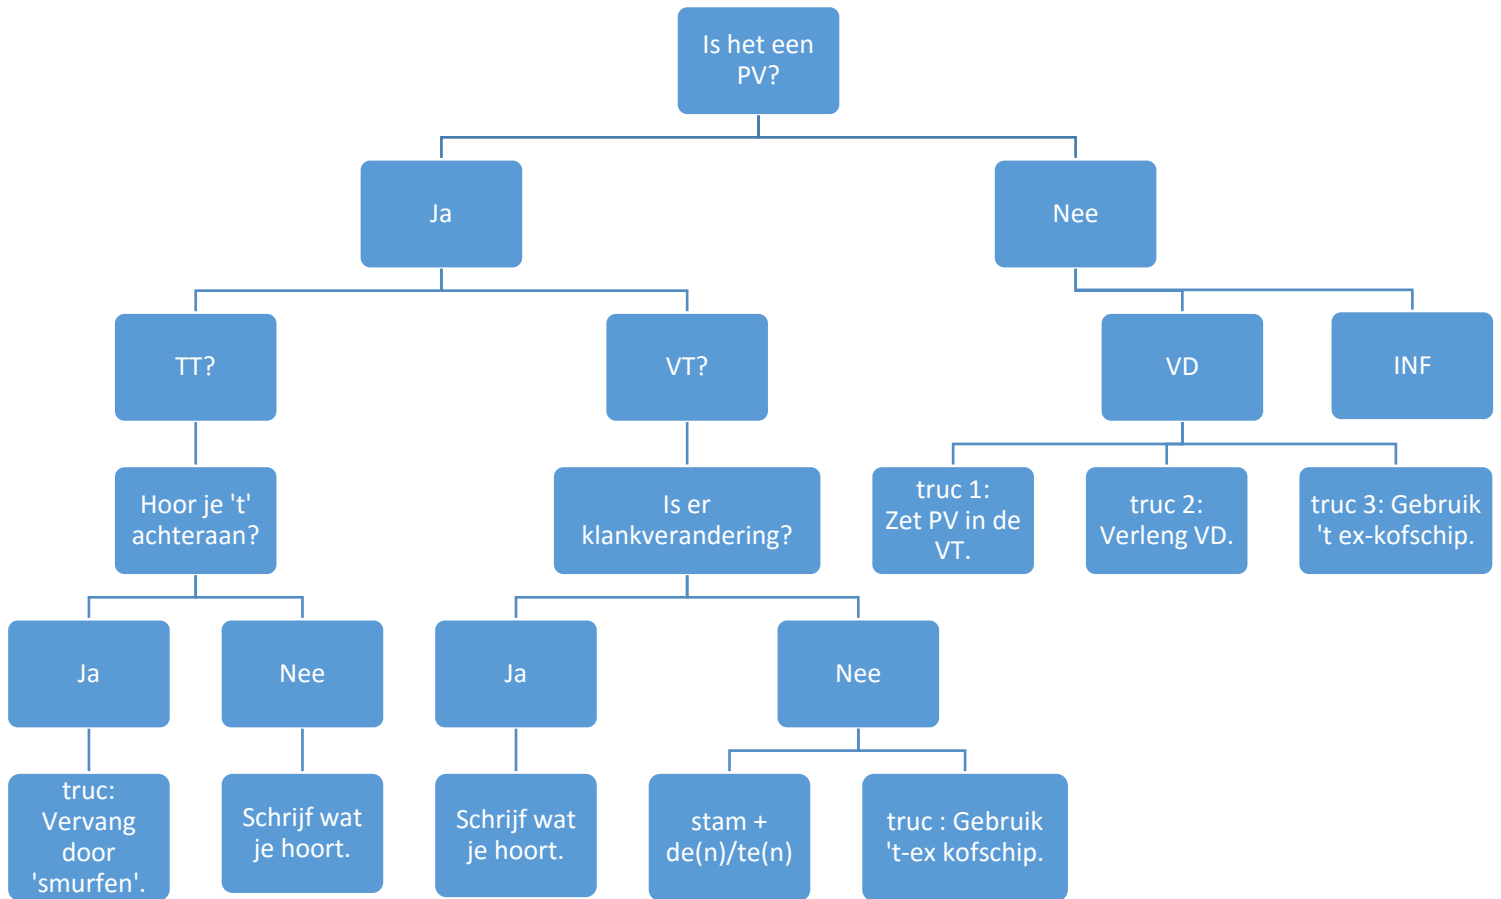 Is het een
PV?
Ja
Nee
TT?
VT?
VD
INF
Hoor je 't'
achteraan?
Is er
klankverandering?
truc 1:
Zet PV in de
VT.
truc 2:
Verleng VD.
truc 3: Gebruik
't ex-kofschip.
Ja
Nee
Ja
Nee
truc:
Vervang
door
'smurfen'.
Schrijf wat
je hoort.
Schrijf wat
je hoort.
stam +
de(n)/te(n)
truc : Gebruik
't-ex kofschip.